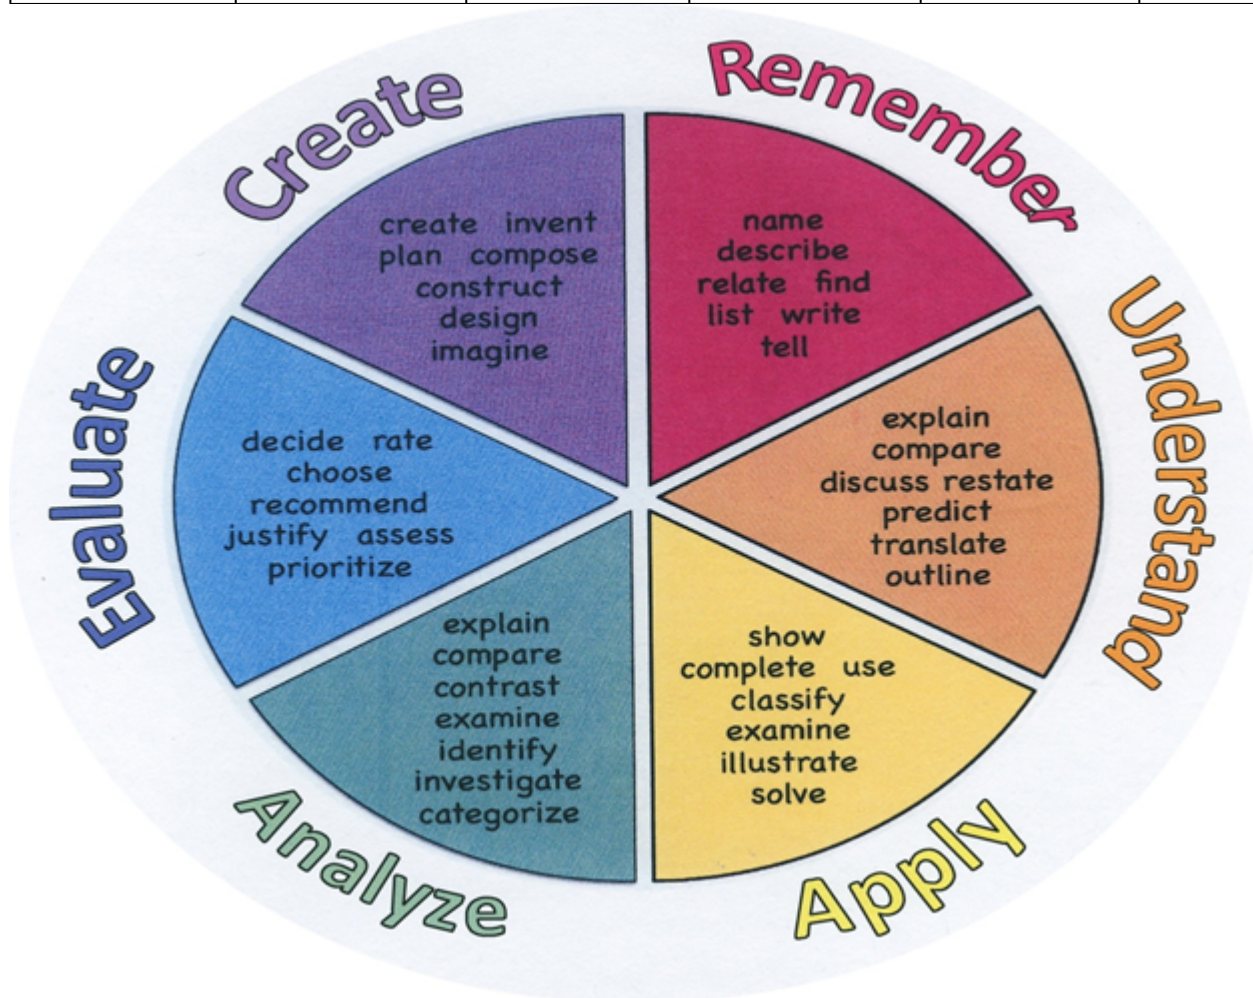 Create
Remember
create invent
plan compose
construct
design
imagine
name
describe
relate find
list write
tell
Understand
explain
compare
discuss restate
predict
translate
outline
Evaluate
decide rate
choose
recommend
justify assess
prioritize
explain
compare
contrast
examine
identify
investigate
categorize
Analyze
show
complete use
classify
examine
illustrate
solve
Apply